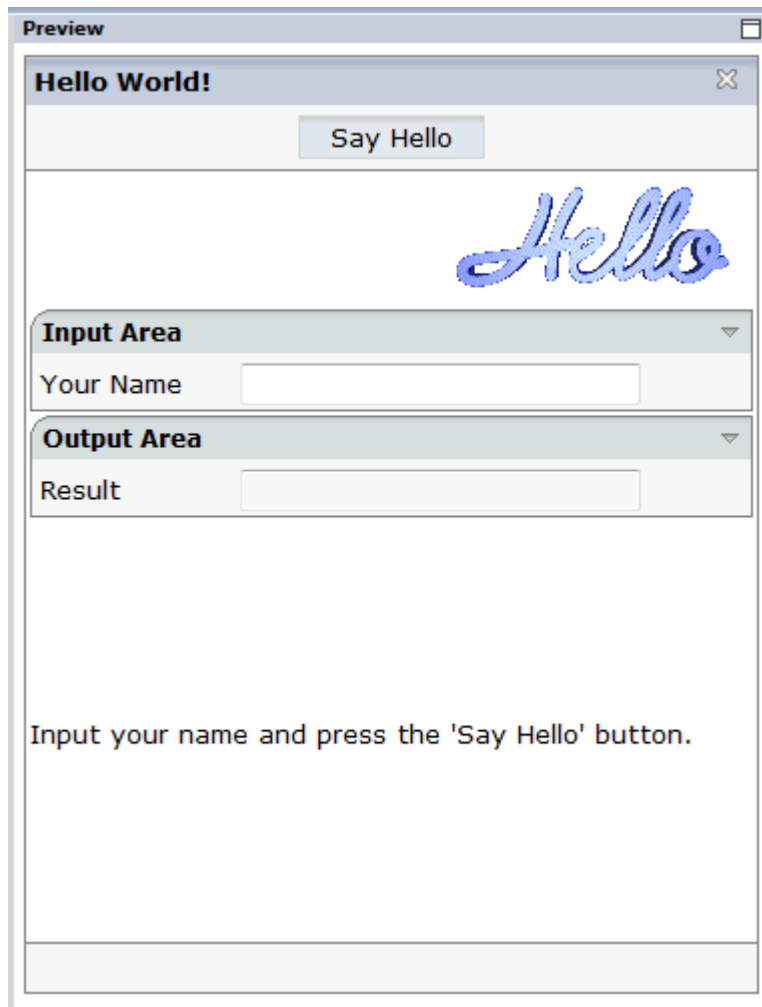 Preview
Hello World!
Say Hello
Hello
Input Area
Your Name
Output Area
Result
Input your name and press the 'Say Hello' button.